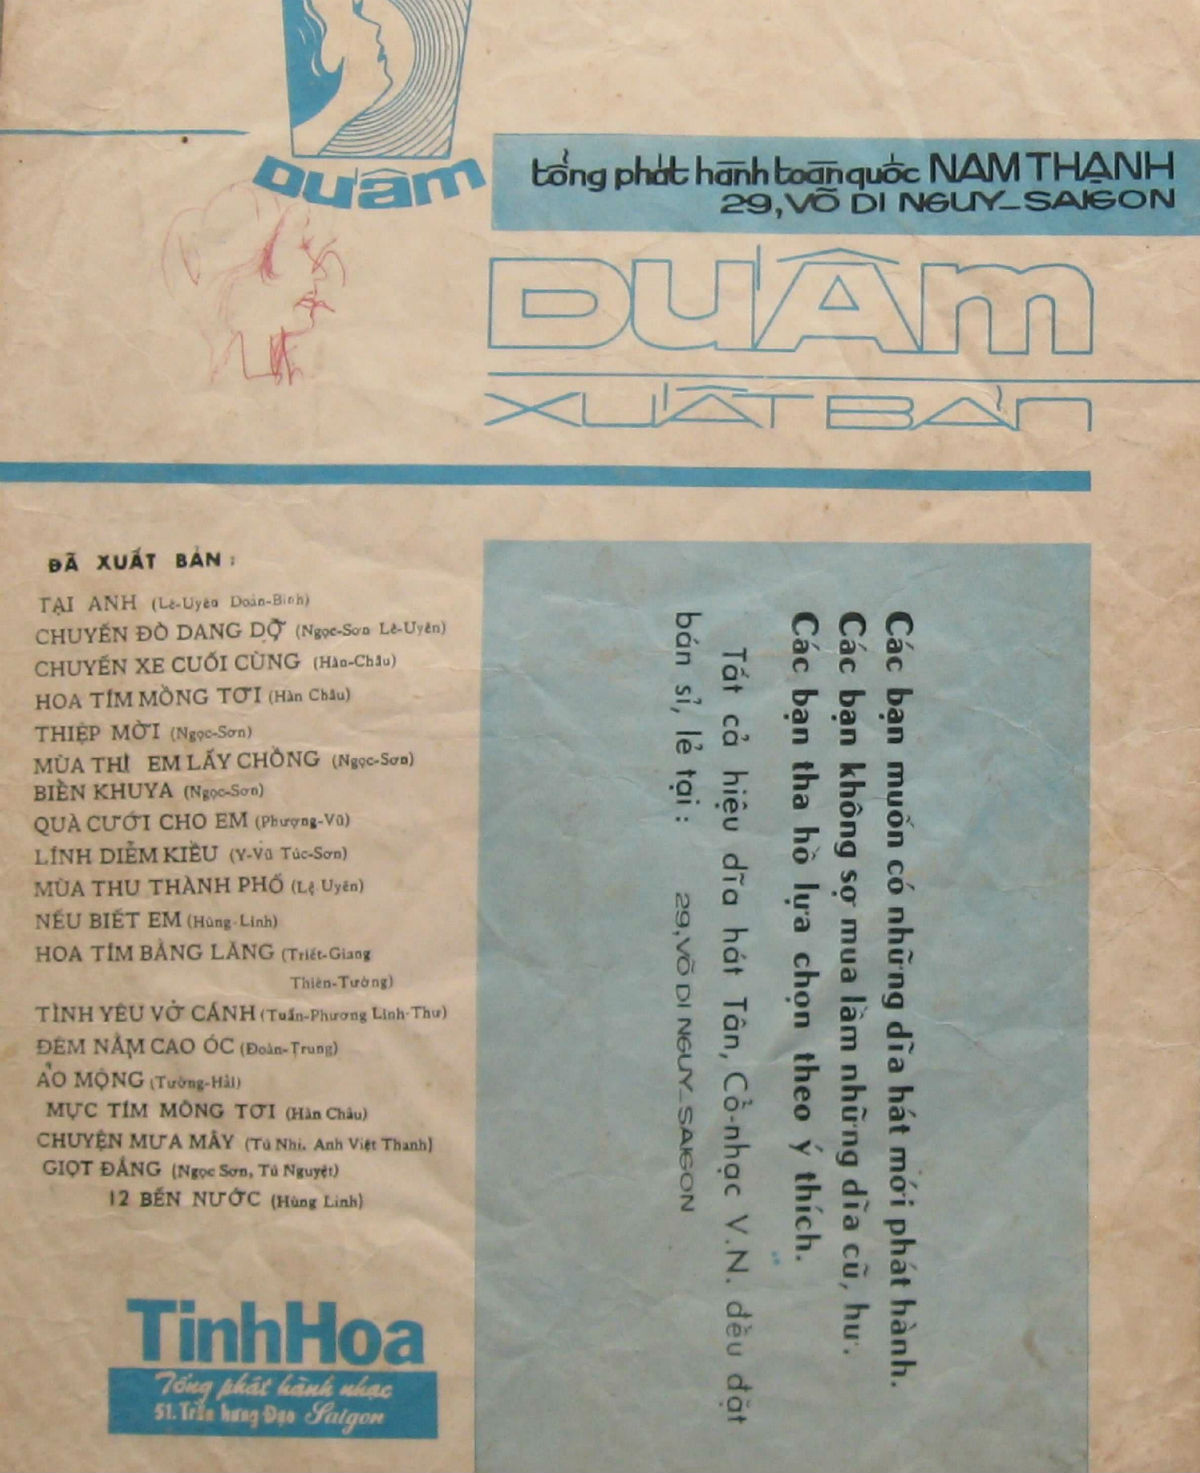 DƯ ÂM
tổng phát hành toàn quốc NAM THẠNH
29, VÕ DI NGUY_SAIGON
DƯ ÂM
XUẤT BẢN
ĐÃ XUẤT BẢN :
TẠI ANH (Lê-Uyên Doãn-Bình)
CHUYẾN ĐÒ DANG DỠ (Ngọc-Sơn Lê-Uyên)
CHUYẾN XE CUỐI CÙNG (Hàn-Châu)
HOA TÍM MỒNG TƠI (Hàn Châu)
THIỆP MỜI (Ngọc-Sơn)
MÙA THI EM LẤY CHỒNG (Ngọc-Sơn)
BIỂN KHUYA (Ngọc-Sơn)
QUÀ CƯỚI CHO EM (Phượng-Vũ)
LÍNH DIỄM KIỀU (Y-Vũ Túc-Sơn)
MÙA THU THÀNH PHỐ (Lệ Uyên)
NẾU BIẾT EM (Hùng-Linh)
HOA TÍM BẰNG LĂNG (Triết-Giang
Thiên-Tường)
TÌNH YÊU VỞ CÁNH (Tuấn-Phương Linh-Thư)
ĐÊM NẰM CAO ỐC (Đoàn-Trung)
ẢO MỘNG (Tường-Hải)
MỰC TÍM MỒNG TƠI (Hàn Châu)
CHUYỆN MƯA MÂY (Tú Nhi, Anh Việt Thanh)
GIỌT ĐẮNG (Ngọc Sơn, Tú Nguyệt)
12 BẾN NƯỚC (Hùng Linh)
Các bạn muốn có những dĩa hát mới phát hành.
Các bạn không sợ mua lầm những dĩa cũ, hư.
Các bạn tha hồ lựa chọn theo ý thích.
Tất cả hiệu dĩa hát Tân, Cổ-nhạc V.N. đều đặt
bán sỉ, lẻ tại : 29, VÕ DI NGUY_SAIGON
TinhHoa
Tổng phát hành nhạc
51. Trần hưng Đạo Saigon